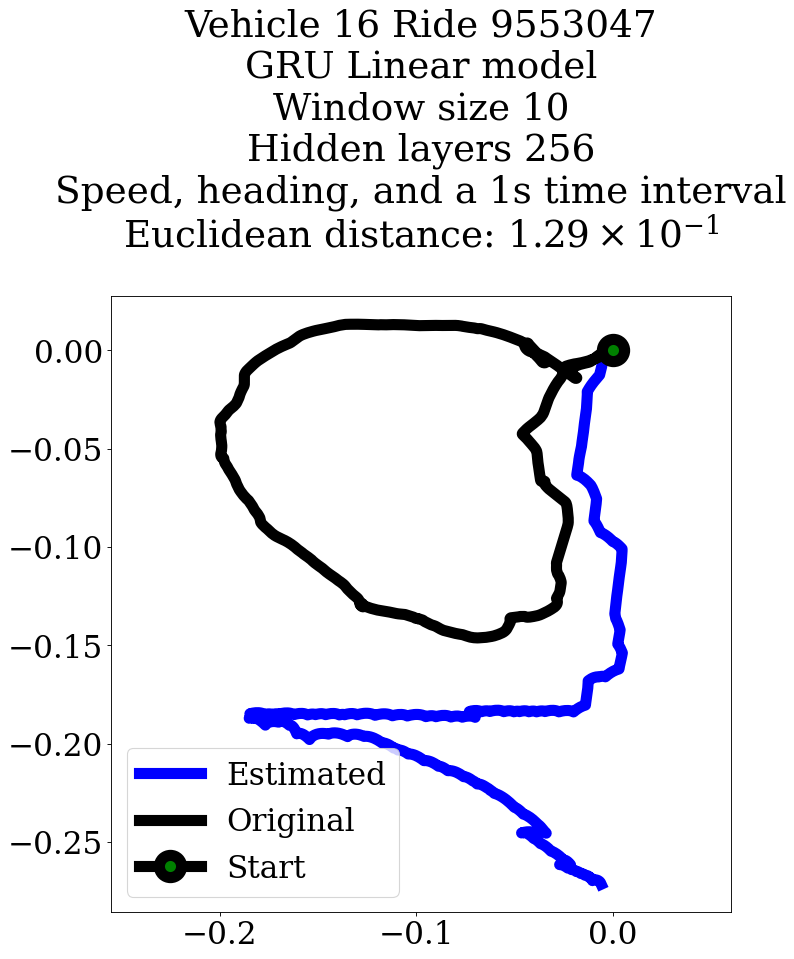 Vehicle 16 Ride 9553047
GRU Linear model
Window size 10
Hidden layers 256
Speed, heading, and a 1s time interval
Euclidean distance: 1.29 × 10⁻¹
0.00
−0.05
−0.10
−0.15
−0.20
−0.25
Estimated
Original
Start
−0.2 −0.1 0.0